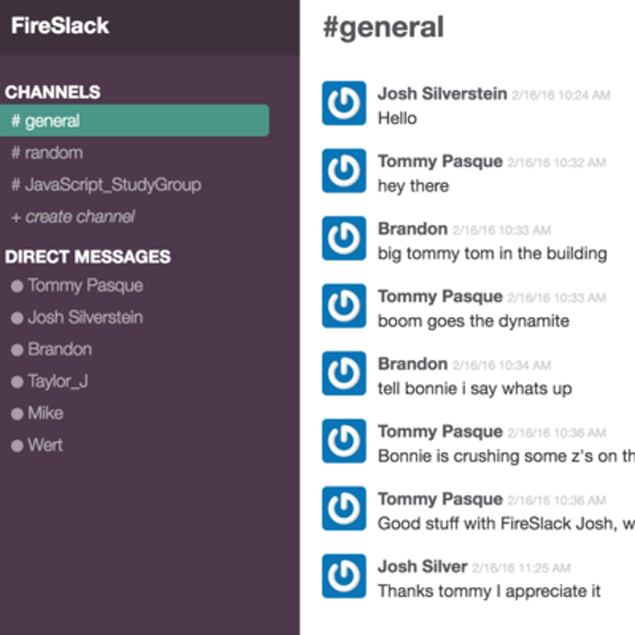 FireSlack
CHANNELS
# general
# random
# JavaScript_StudyGroup
+ create channel
DIRECT MESSAGES
Tommy Pasque
Josh Silverstein
Brandon
Taylor_J
Mike
Wert
#general
Josh Silverstein 2/16/16 10:24 AM
Hello
Tommy Pasque 2/16/16 10:32 AM
hey there
Brandon 2/16/16 10:33 AM
big tommy tom in the building
Tommy Pasque 2/16/16 10:33 AM
boom goes the dynamite
Brandon 2/16/16 10:34 AM
tell bonnie i say whats up
Tommy Pasque 2/16/16 10:36 AM
Bonnie is crushing some z's on th
Tommy Pasque 2/16/16 10:36 AM
Good stuff with FireSlack Josh, w
Josh Silver 2/16/16 11:25 AM
Thanks tommy I appreciate it